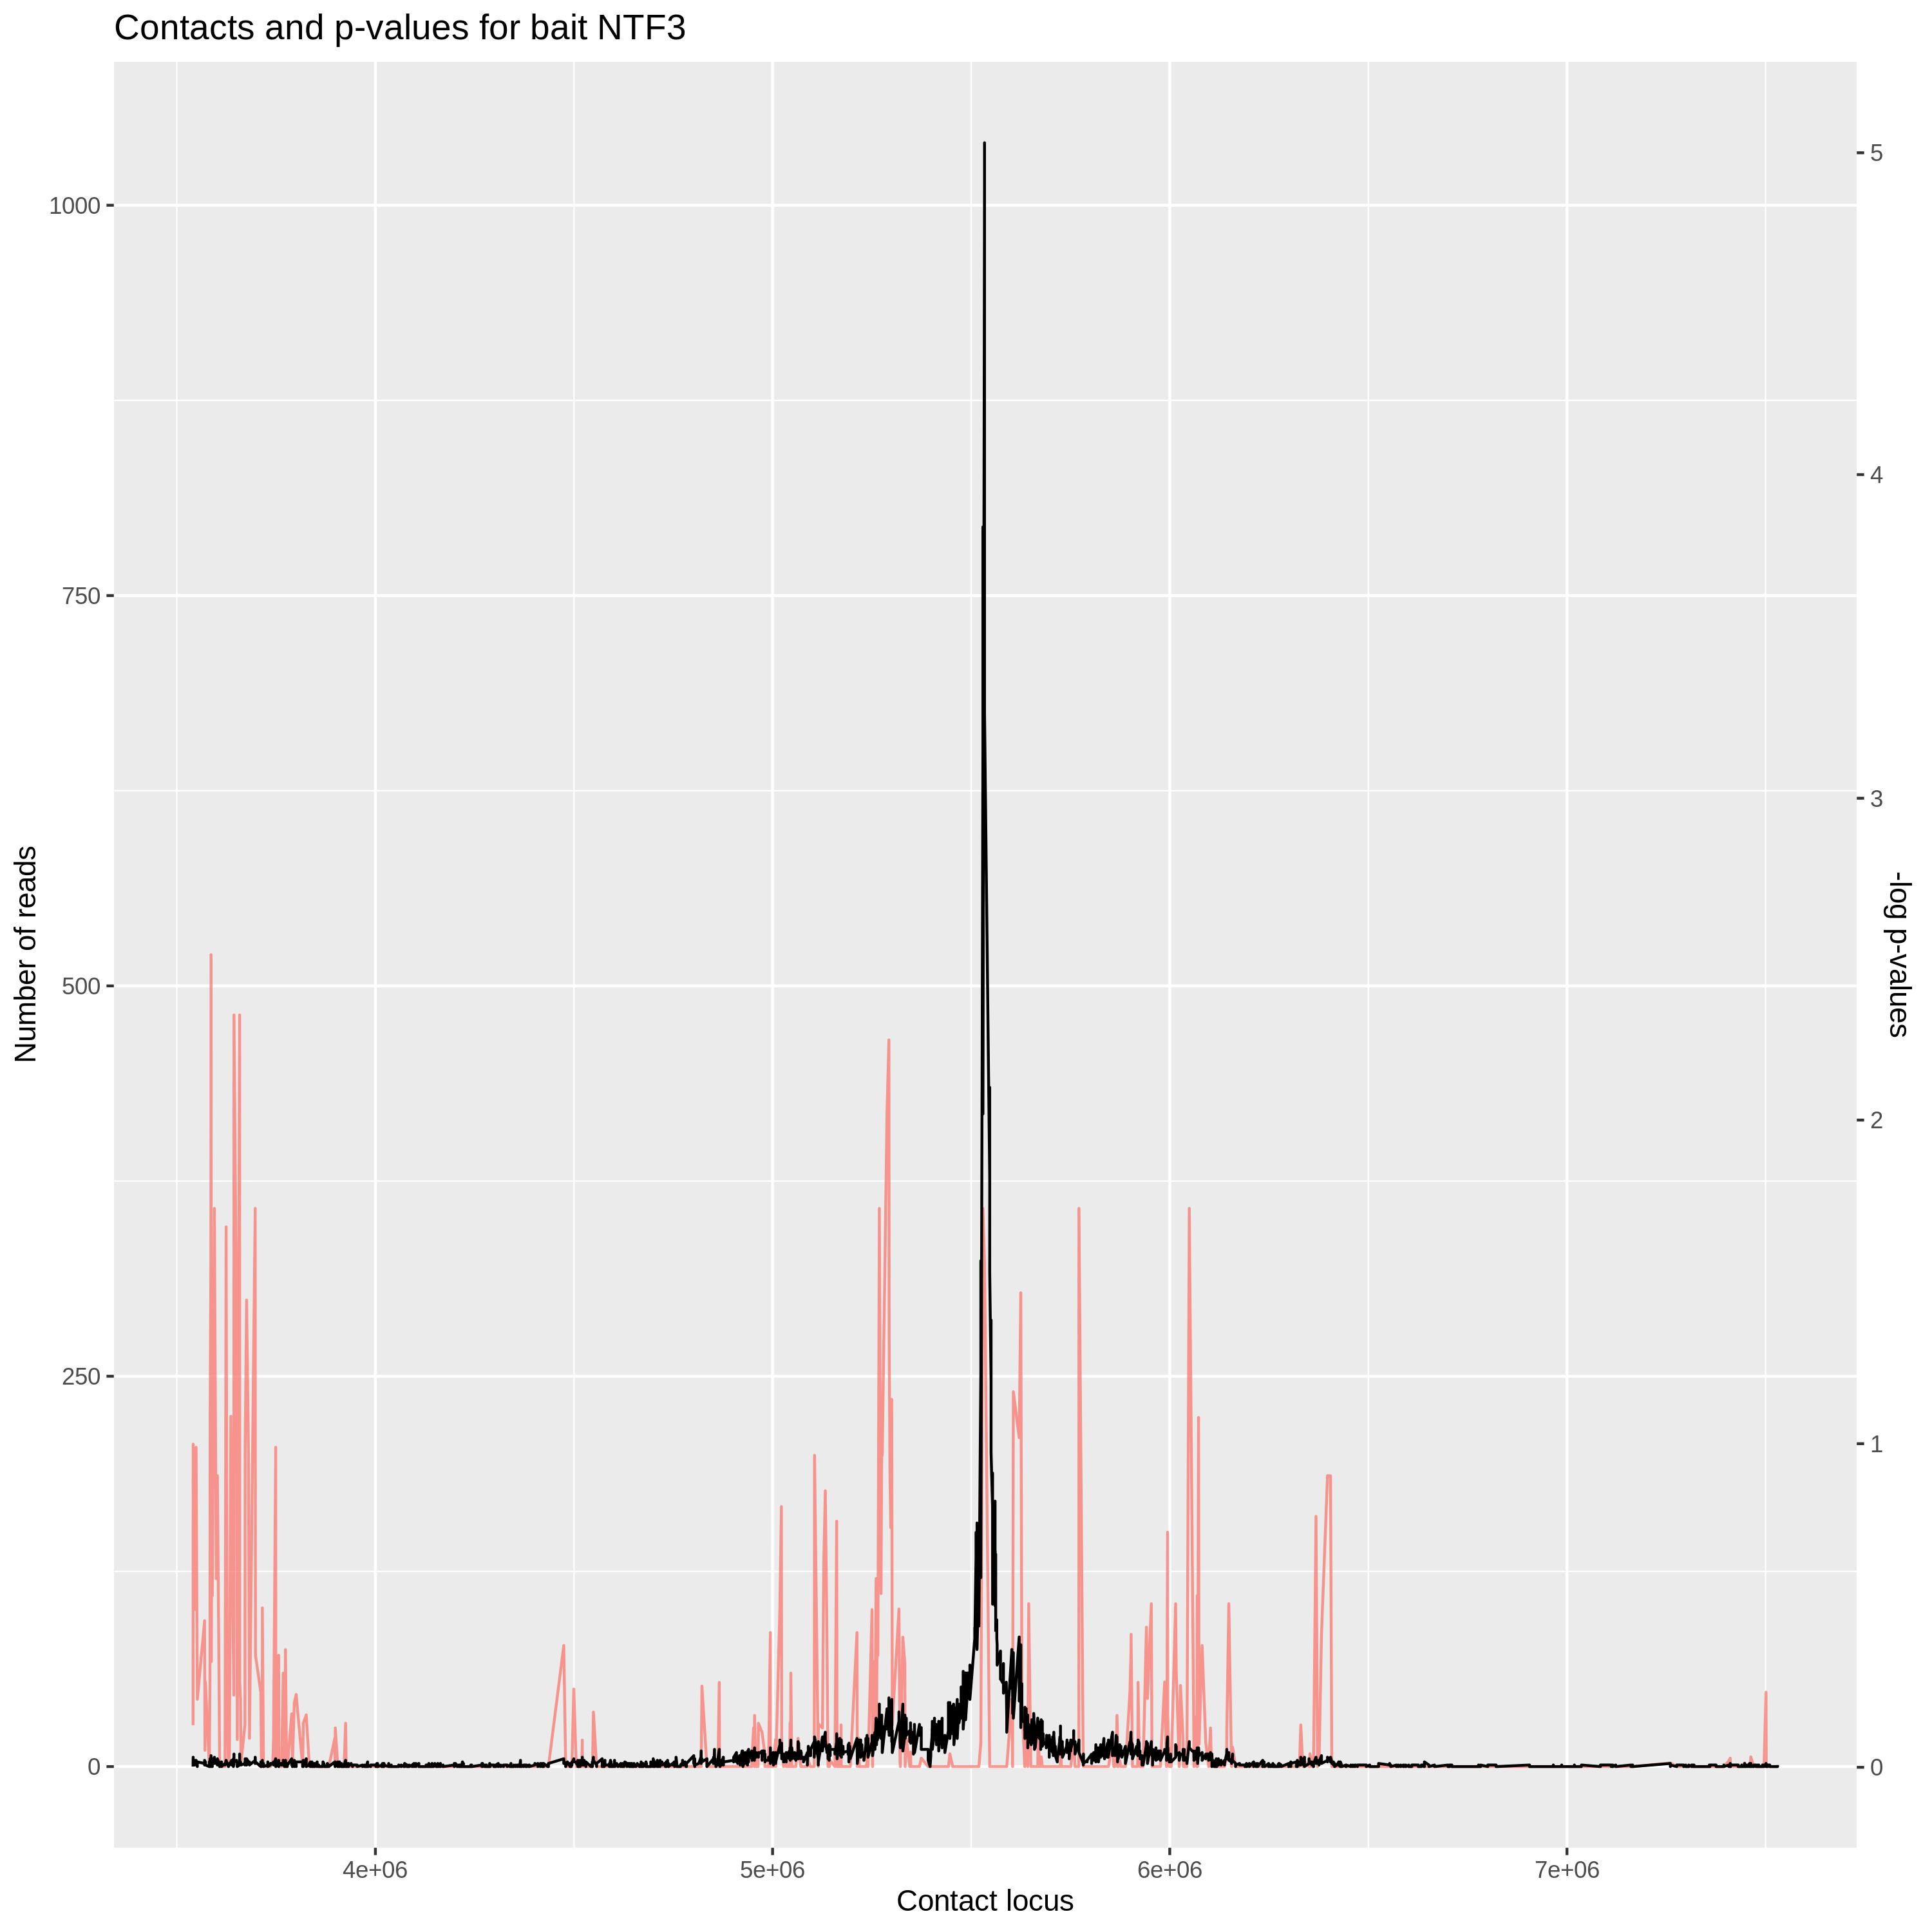 Contacts and p-values for bait NTF3
1000
750
500
250
0
Number of reads
5
4
3
2
1
0
-log p-values
4e+06
5e+06
6e+06
7e+06
Contact locus